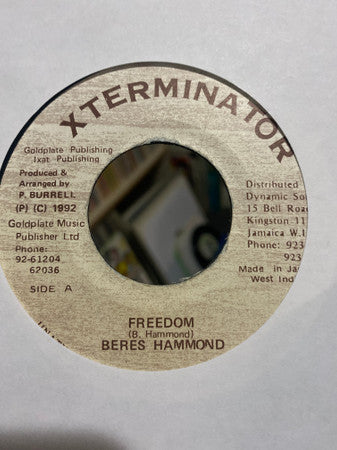 XTERMINATOR
Goldplate Publishing
Ixat Publishing
Produced &
Arranged by
P. BURRELL
(P) (C) 1992
Goldplate Music
Publisher Ltd
Phone:
92-61204
62036
SIDE A
Distributed
Dynamic So
15 Bell Roa
Kingston 11
Jamaica W.I
Phone: 923
923
Made in Ja
West Ind
FREEDOM
(B. Hammond)
BERES HAMMOND